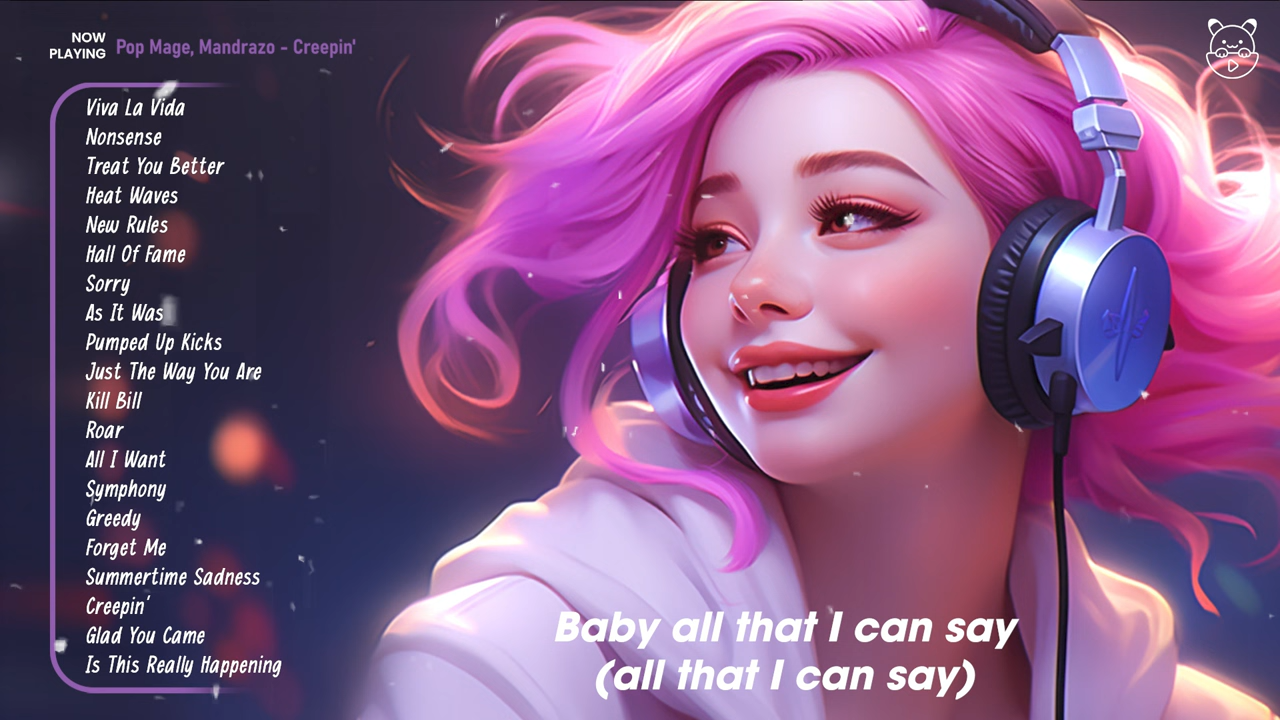 NOW
PLAYING
Pop Mage, Mandrazo - Creepin'
Viva La Vida
Nonsense
Treat You Better
Heat Waves
New Rules
Hall Of Fame
Sorry
As It Was
Pumped Up Kicks
Just The Way You Are
Kill Bill
Roar
All I Want
Symphony
Greedy
Forget Me
Summertime Sadness
Creepin'
Glad You Came
Is This Really Happening
Baby all that I can say
(all that I can say)